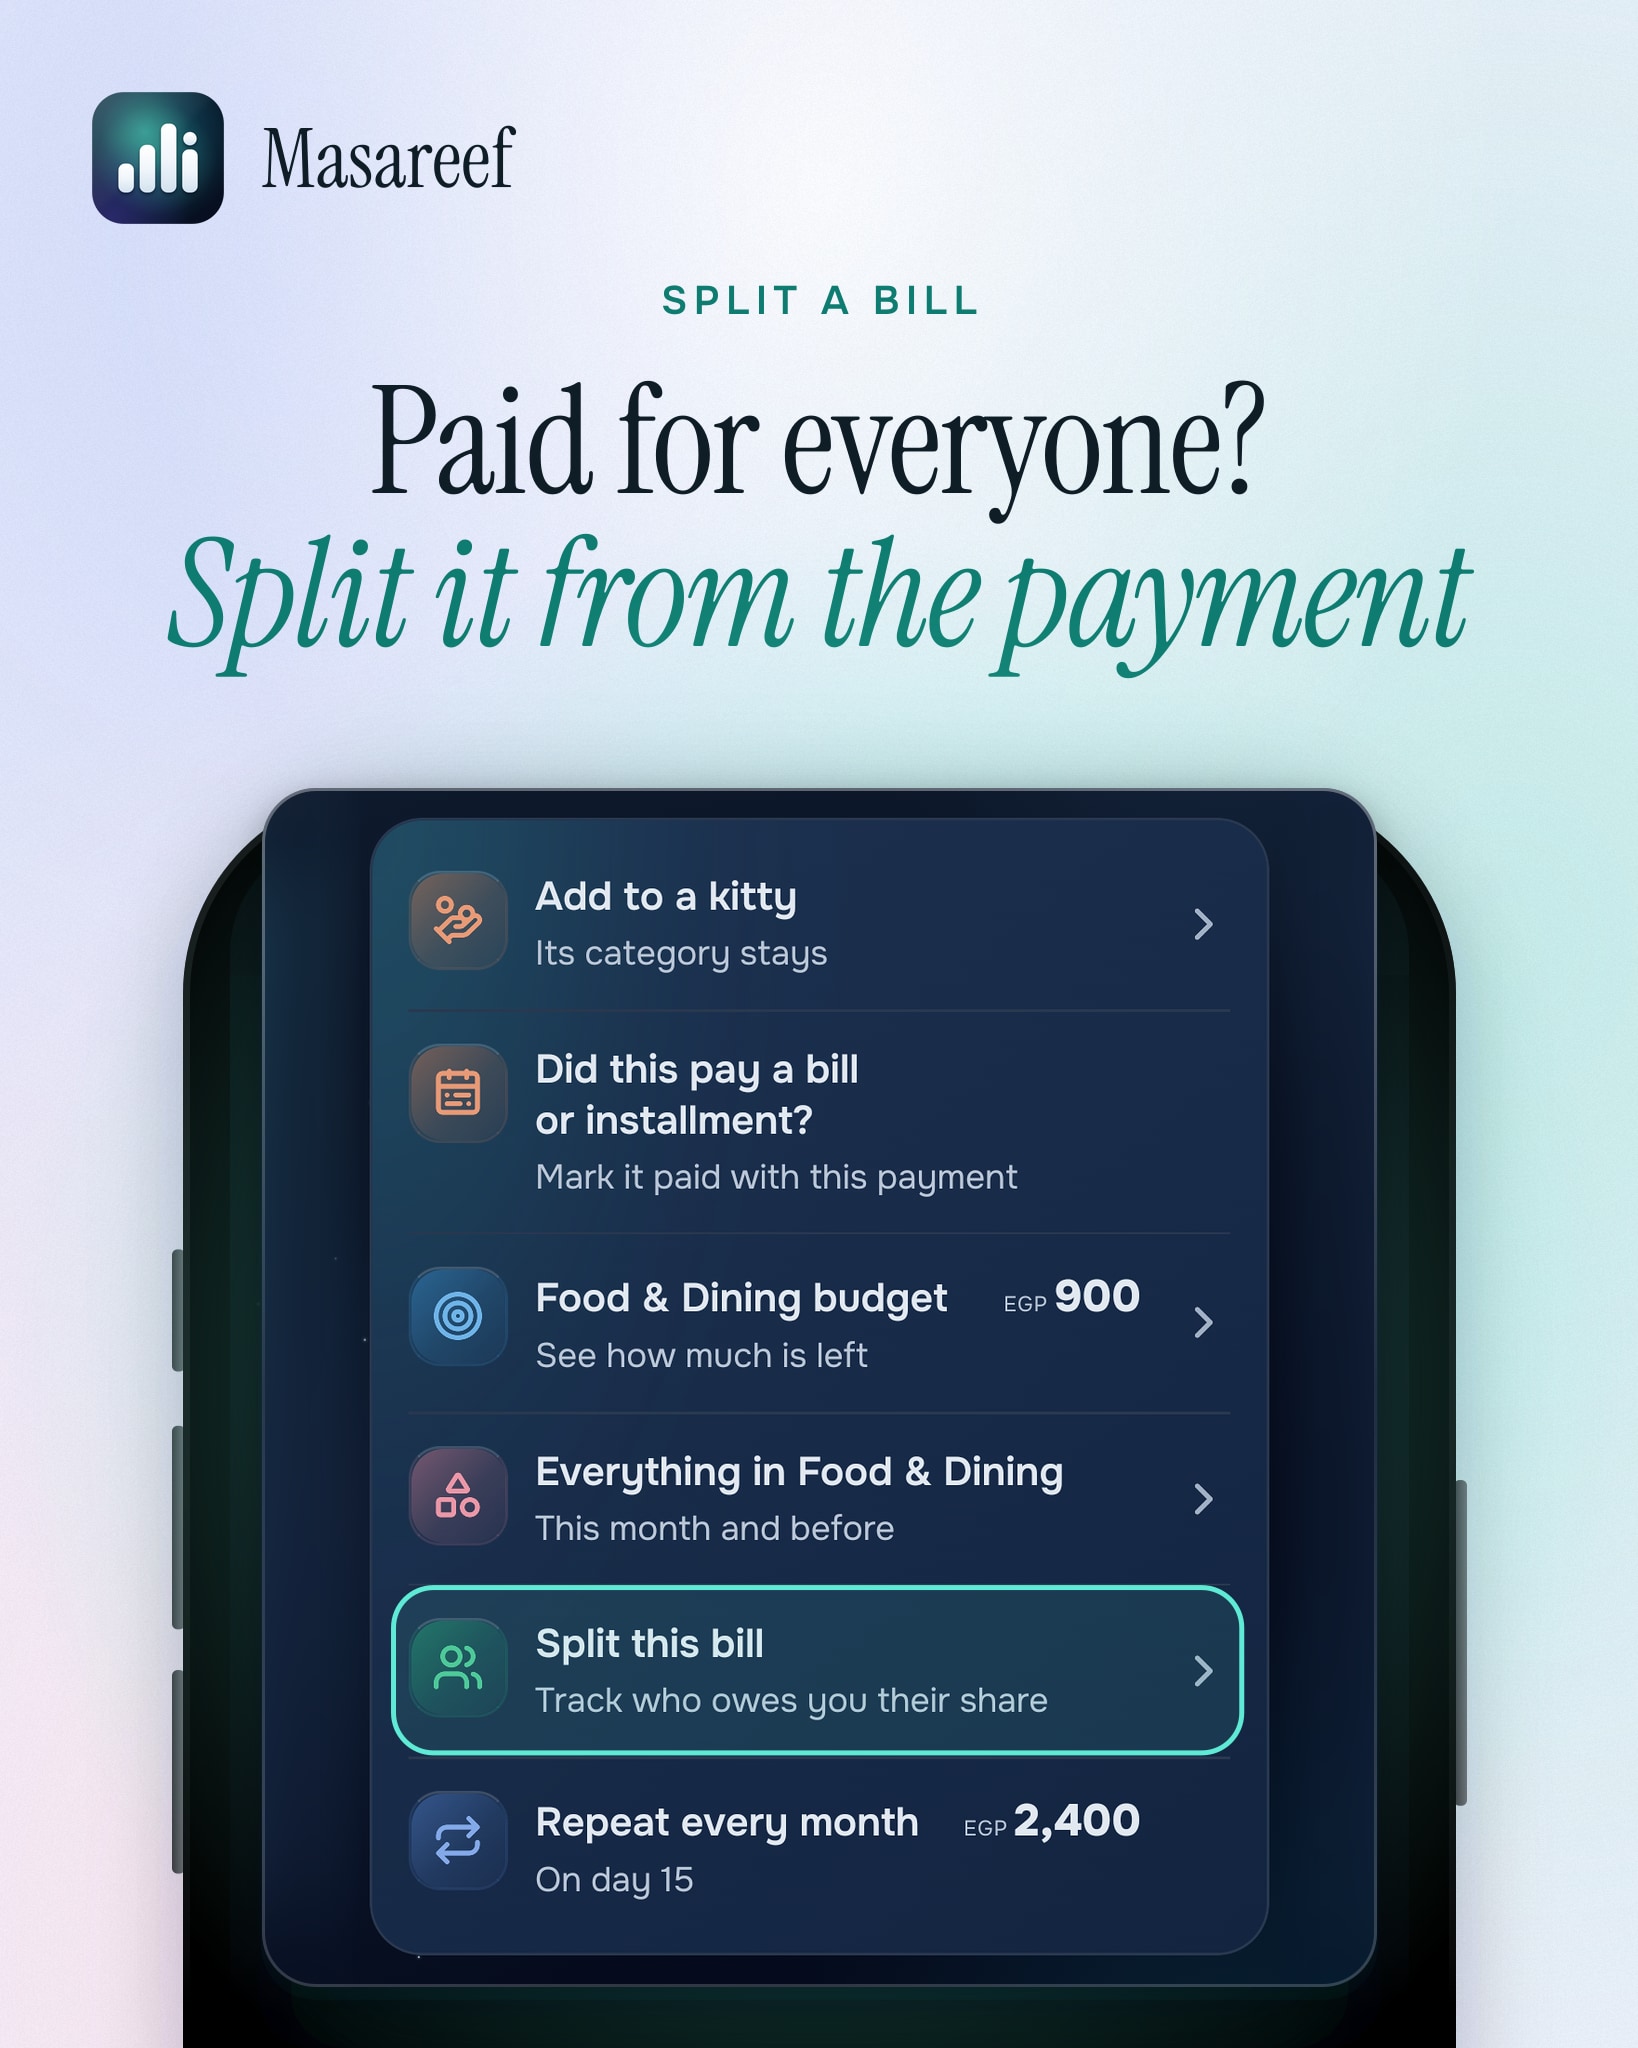 Masareef
SPLIT A BILL
Paid for everyone?
Split it from the payment
Add to a kitty
Its category stays
Did this pay a bill
or installment?
Mark it paid with this payment
Food & Dining budget EGP 900
See how much is left
Everything in Food & Dining
This month and before
Split this bill
Track who owes you their share
Repeat every month EGP 2,400
On day 15